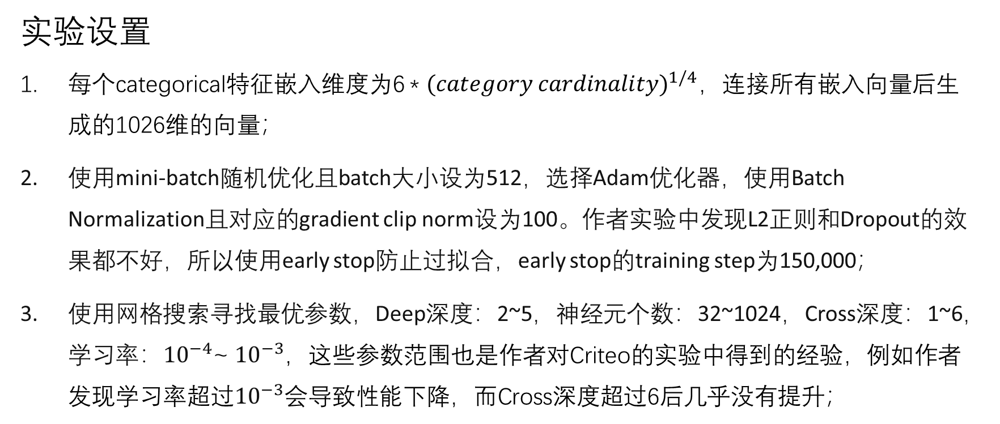 实验设置
1. 每个categorical特征嵌入维度为6 * (category cardinality)^{1/4}，连接所有嵌入向量后生
成的1026维的向量；
2. 使用mini-batch随机优化且batch大小设为512，选择Adam优化器，使用Batch
Normalization且对应的gradient clip norm设为100。作者实验中发现L2正则和Dropout的效
果都不好，所以使用early stop防止过拟合，early stop的training step为150,000；
3. 使用网格搜索寻找最优参数，Deep深度：2~5，神经元个数：32~1024，Cross深度：1~6，
学习率：10^{-4}~ 10^{-3}，这些参数范围也是作者对Criteo的实验中得到的经验，例如作者
发现学习率超过10^{-3}会导致性能下降，而Cross深度超过6后几乎没有提升；